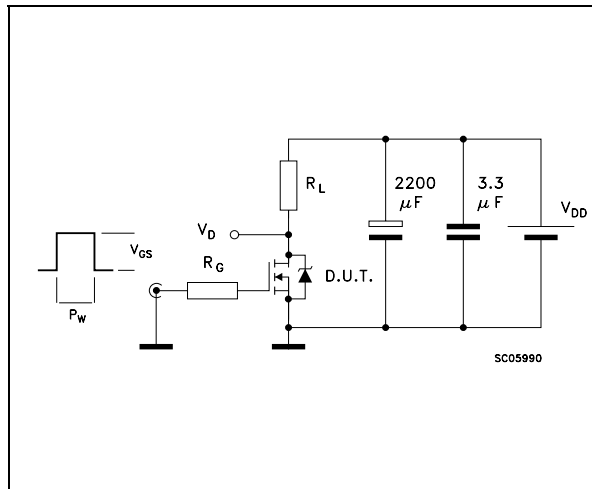 R_L
2200
μF
3.3
μF
V_DD
V_D
V_GS
R_G
D.U.T.
P_W
SC05990